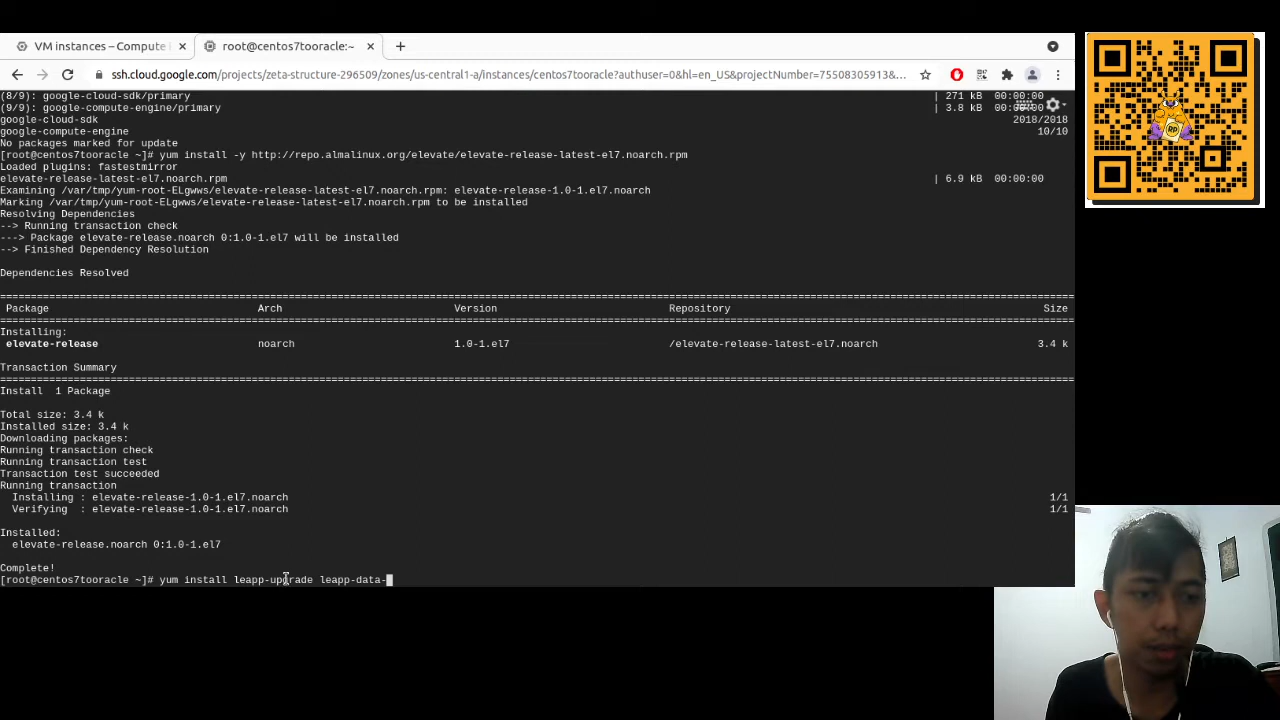 VM instances – Compute
root@centos7tooracle:~
ssh.cloud.google.com/projects/zeta-structure-296509/zones/us-central1-a/instances/centos7tooracle?authuser=0&hl=en_US&projectNumber=75508305913&...
(8/9): google-cloud-sdk/primary | 271 kB 00:00:00
(9/9): google-compute-engine/primary | 3.8 kB 00:00:00
google-cloud-sdk 2018/2018
google-compute-engine 10/10
No packages marked for update
[root@centos7tooracle ~]# yum install -y http://repo.almalinux.org/elevate/elevate-release-latest-el7.noarch.rpm
Loaded plugins: fastestmirror
elevate-release-latest-el7.noarch.rpm | 6.9 kB 00:00:00
Examining /var/tmp/yum-root-ELgwws/elevate-release-latest-el7.noarch.rpm: elevate-release-1.0-1.el7.noarch
Marking /var/tmp/yum-root-ELgwws/elevate-release-latest-el7.noarch.rpm to be installed
Resolving Dependencies
--> Running transaction check
---> Package elevate-release.noarch 0:1.0-1.el7 will be installed
--> Finished Dependency Resolution
Dependencies Resolved
Package Arch Version Repository Size
Installing:
elevate-release noarch 1.0-1.el7 /elevate-release-latest-el7.noarch 3.4 k
Transaction Summary
Install 1 Package
Total size: 3.4 k
Installed size: 3.4 k
Downloading packages:
Running transaction check
Running transaction test
Transaction test succeeded
Running transaction
Installing : elevate-release-1.0-1.el7.noarch 1/1
Verifying : elevate-release-1.0-1.el7.noarch 1/1
Installed:
elevate-release.noarch 0:1.0-1.el7
Complete!
[root@centos7tooracle ~]# yum install leapp-upgrade leapp-data-
RP